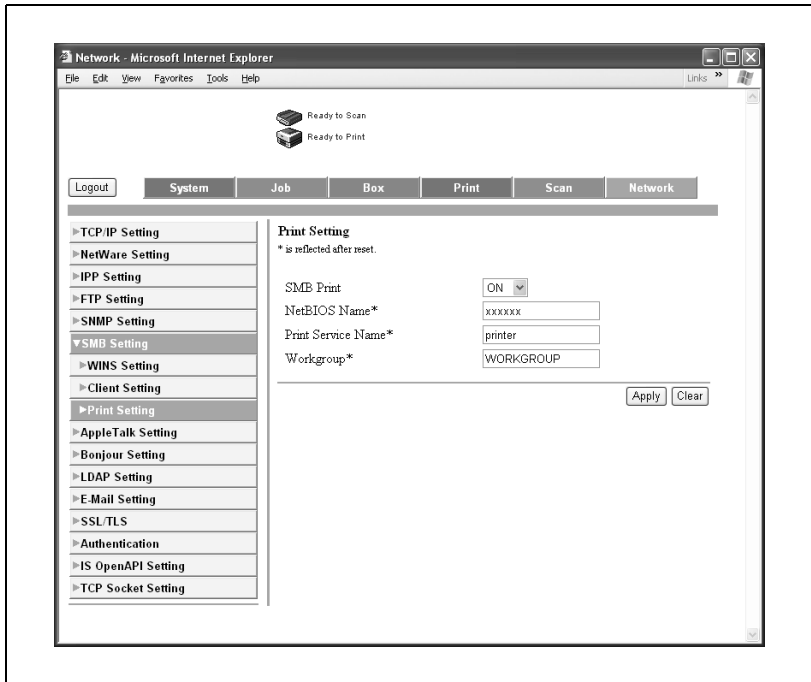 Network - Microsoft Internet Explorer
File Edit View Favorites Tools Help Links »
Ready to Scan
Ready to Print
Logout System Job Box Print Scan Network
TCP/IP Setting
NetWare Setting
IPP Setting
FTP Setting
SNMP Setting
SMB Setting
WINS Setting
Client Setting
Print Setting
AppleTalk Setting
Bonjour Setting
LDAP Setting
E-Mail Setting
SSL/TLS
Authentication
IS OpenAPI Setting
TCP Socket Setting
Print Setting
* is reflected after reset.
SMB Print ON
NetBIOS Name* xxxxxx
Print Service Name* printer
Workgroup* WORKGROUP
Apply Clear